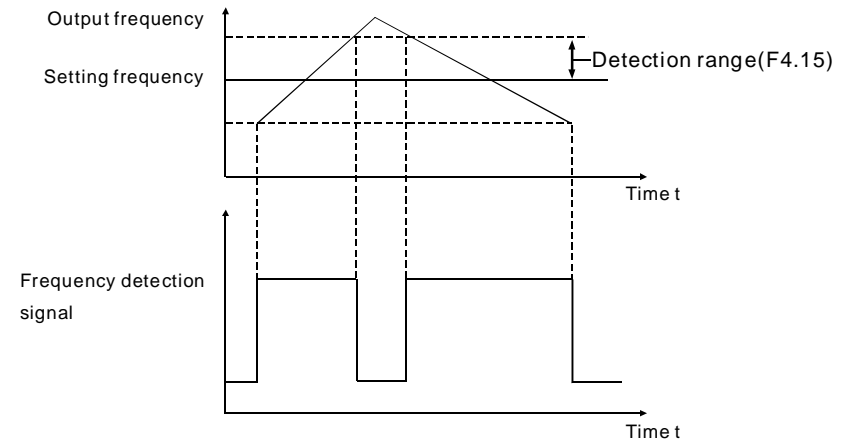 Output frequency
Setting frequency
Detection range(F4.15)
Time t
Frequency detection
signal
Time t